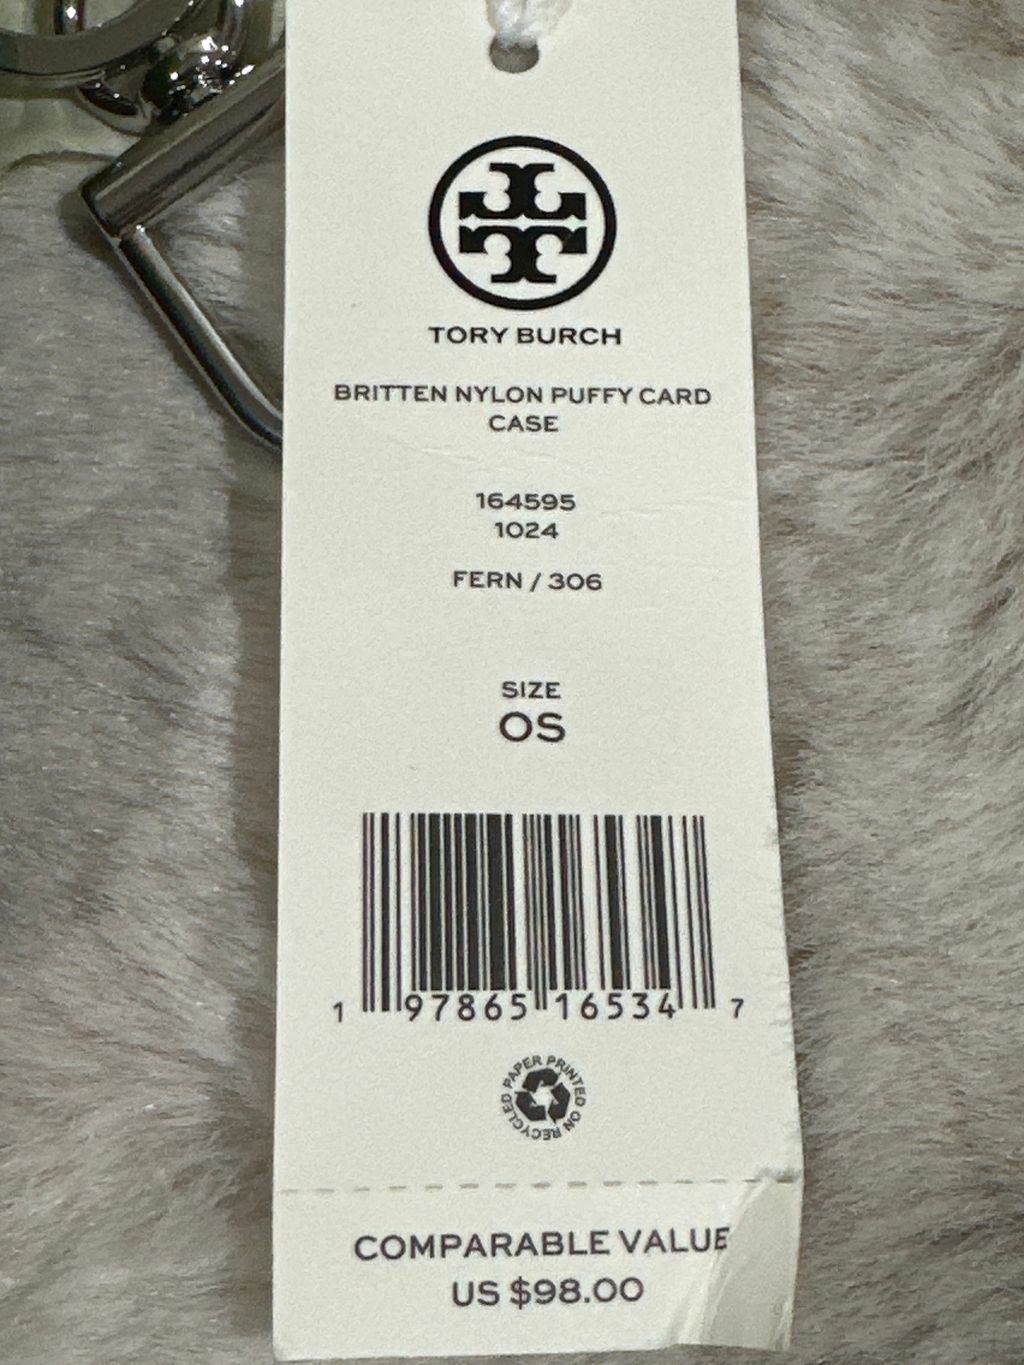 TORY BURCH
BRITTEN NYLON PUFFY CARD
CASE
164595
1024
FERN / 306
SIZE
OS
1 97865 16534 7
PAPER PRINTED ON RECYCLED
COMPARABLE VALUE
US $98.00